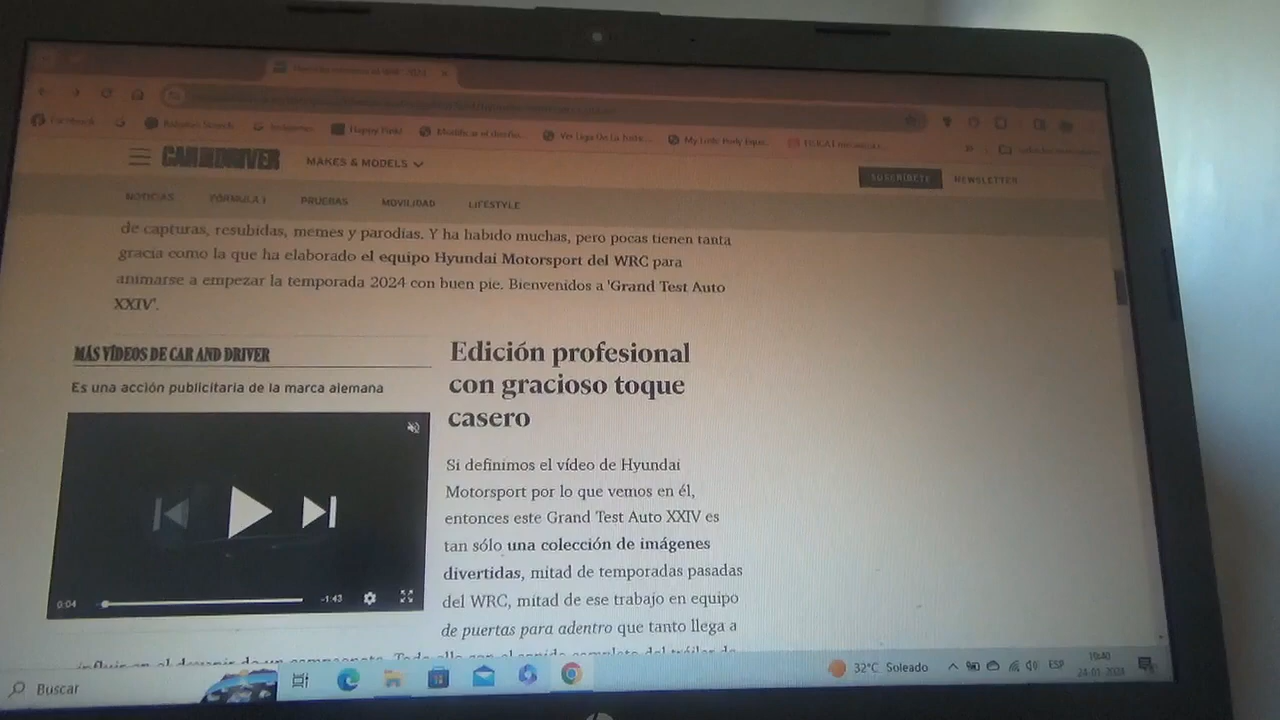 Facebook
Happy Pink!
CAR AND DRIVER
MAKES & MODELS
SUSCRÍBETE
NEWSLETTER
NOTICIAS
FÓRMULA 1
PRUEBAS
MOVILIDAD
LIFESTYLE
de capturas, resubidas, memes y parodias. Y ha habido muchas, pero pocas tienen tanta
gracia como la que ha elaborado el equipo Hyundai Motorsport del WRC para
animarse a empezar la temporada 2024 con buen pie. Bienvenidos a 'Grand Test Auto
XXIV'.
MÁS VÍDEOS DE CAR AND DRIVER
Es una acción publicitaria de la marca alemana
0:04
-1:43
Edición profesional
con gracioso toque
casero
Si definimos el vídeo de Hyundai
Motorsport por lo que vemos en él,
entonces este Grand Test Auto XXIV es
tan sólo una colección de imágenes
divertidas, mitad de temporadas pasadas
del WRC, mitad de ese trabajo en equipo
de puertas para adentro que tanto llega a
Buscar
32°C Soleado
ESP
10:40
24-01-2024